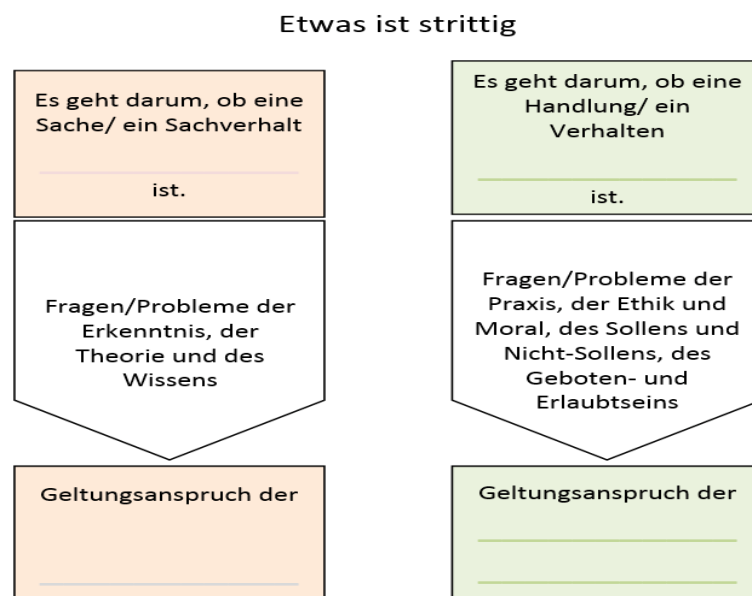 Etwas ist strittig
Es geht darum, ob eine
Sache/ ein Sachverhalt
ist.
Fragen/Probleme der
Erkenntnis, der
Theorie und des
Wissens
Geltungsanspruch der
Es geht darum, ob eine
Handlung/ ein
Verhalten
ist.
Fragen/Probleme der
Praxis, der Ethik und
Moral, des Sollens und
Nicht-Sollens, des
Geboten- und
Erlaubtseins
Geltungsanspruch der